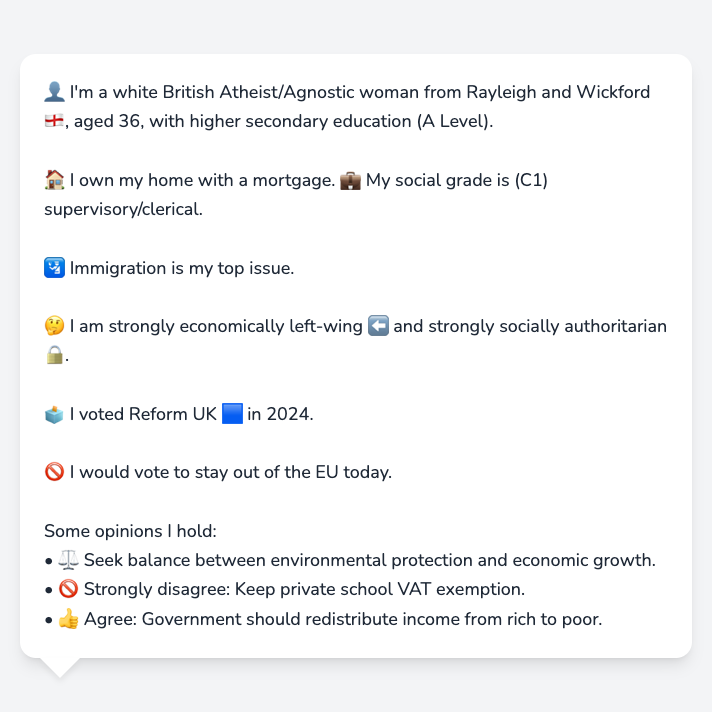 👤 I'm a white British Atheist/Agnostic woman from Rayleigh and Wickford
🏴󠁧󠁢󠁥󠁮󠁧󠁿, aged 36, with higher secondary education (A Level).
🏠 I own my home with a mortgage. 💼 My social grade is (C1)
supervisory/clerical.
🛂 Immigration is my top issue.
🤔 I am strongly economically left-wing ⬅️ and strongly socially authoritarian
🔒.
🗳️ I voted Reform UK 🟦 in 2024.
🚫 I would vote to stay out of the EU today.
Some opinions I hold:
• ⚖️ Seek balance between environmental protection and economic growth.
• 🚫 Strongly disagree: Keep private school VAT exemption.
• 👍 Agree: Government should redistribute income from rich to poor.